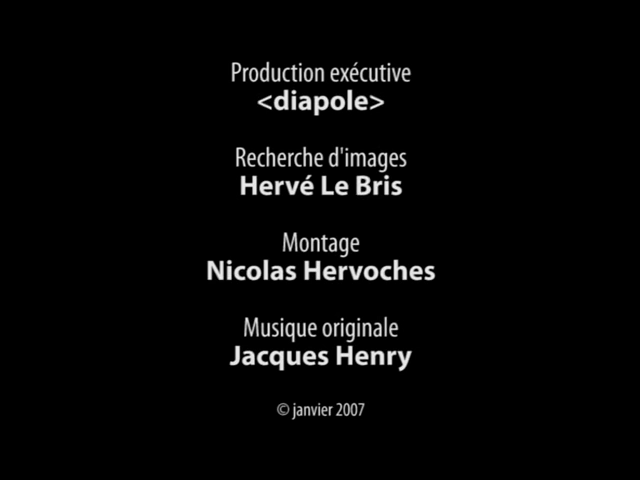 Production exécutive
<diapole>
Recherche d'images
Hervé Le Bris
Montage
Nicolas Hervoches
Musique originale
Jacques Henry
© janvier 2007